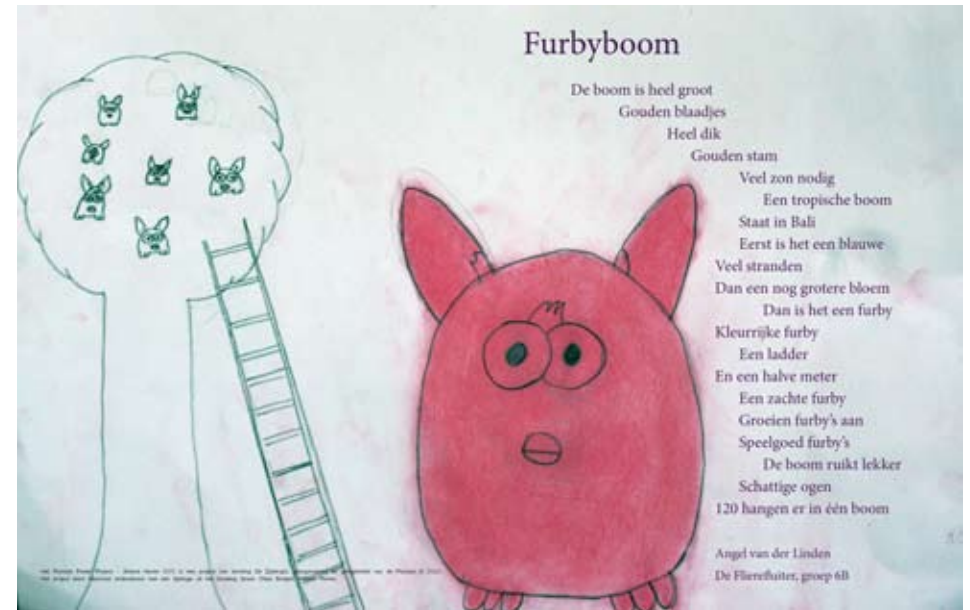 Furbyboom
De boom is heel groot
Gouden blaadjes
Heel dik
Gouden stam
Veel zon nodig
Een tropische boom
Staat in Bali
Eerst is het een blauwe
Veel stranden
Dan een nog grotere bloem
Dan is het een furby
Kleurrijke furby
Een ladder
En een halve meter
Een zachte furby
Groeien furby's aan
Speelgoed furby's
De boom ruikt lekker
Schattige ogen
120 hangen er in één boom
Angel van der Linden
De Flierefluiter, groep 6B